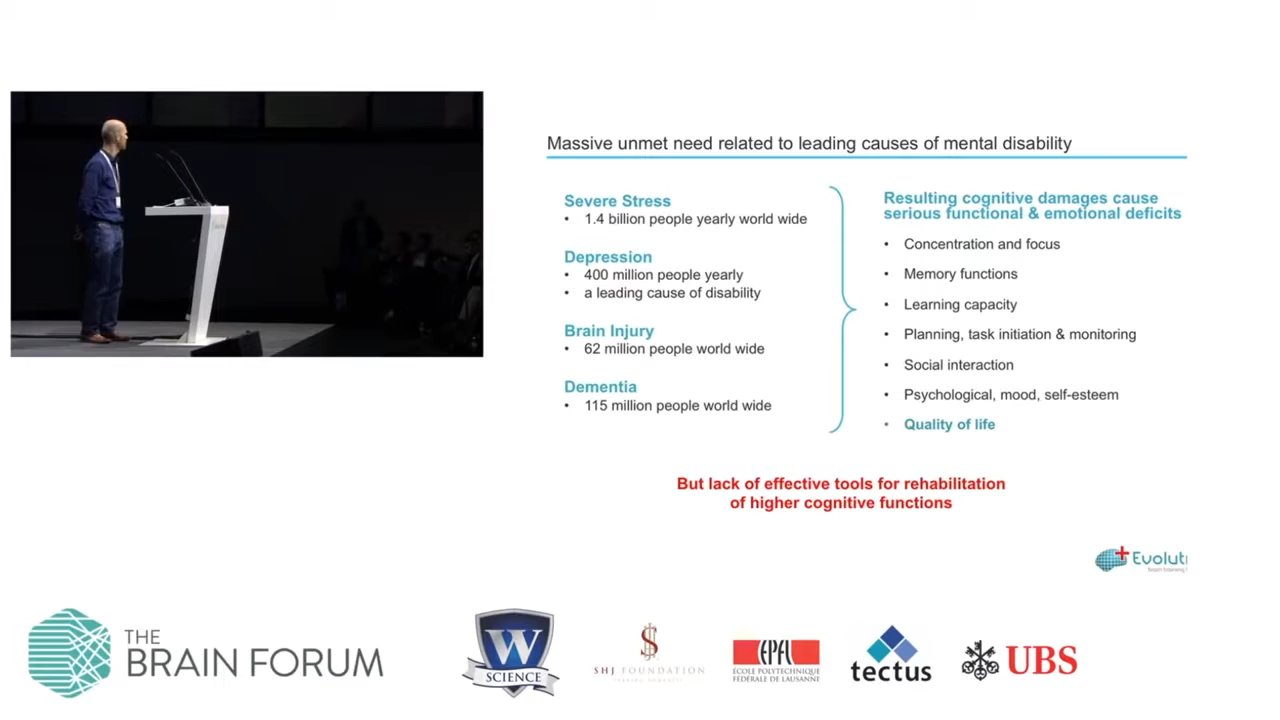 Massive unmet need related to leading causes of mental disability
Severe Stress
• 1.4 billion people yearly world wide
Depression
• 400 million people yearly
• a leading cause of disability
Brain Injury
• 62 million people world wide
Dementia
• 115 million people world wide
Resulting cognitive damages cause
serious functional & emotional deficits
• Concentration and focus
• Memory functions
• Learning capacity
• Planning, task initiation & monitoring
• Social interaction
• Psychological, mood, self-esteem
• Quality of life
But lack of effective tools for rehabilitation
of higher cognitive functions
Evoluti
THE
BRAIN FORUM
W
SCIENCE
SHJ FOUNDATION
EPFL
ÉCOLE POLYTECHNIQUE
FÉDÉRALE DE LAUSANNE
tectus
UBS